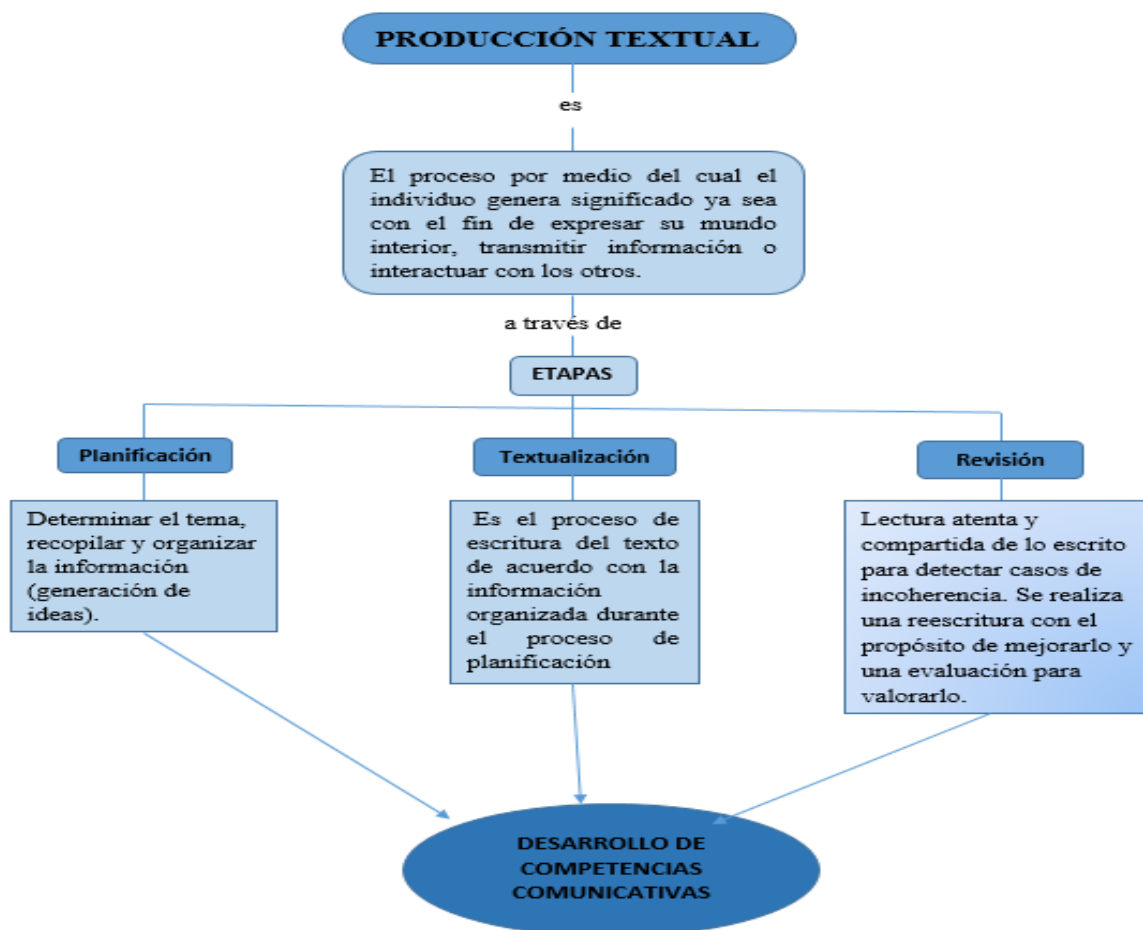 PRODUCCIÓN TEXTUAL
es
El proceso por medio del cual el
individuo genera significado ya sea
con el fin de expresar su mundo
interior, transmitir información o
interactuar con los otros.
a través de
ETAPAS
Planificación
Determinar el tema,
recopilar y organizar
la información
(generación de
ideas).
Textualización
Es el proceso de
escritura del texto
de acuerdo con la
información
organizada durante
el proceso de
planificación
Revisión
Lectura atenta y
compartida de lo escrito
para detectar casos de
incoherencia. Se realiza
una reescritura con el
propósito de mejorarlo y
una evaluación para
valorarlo.
DESARROLLO DE
COMPETENCIAS
COMUNICATIVAS